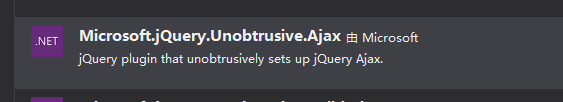 .NET
Microsoft.jQuery.Unobtrusive.Ajax 由 Microsoft
jQuery plugin that unobtrusively sets up jQuery Ajax.